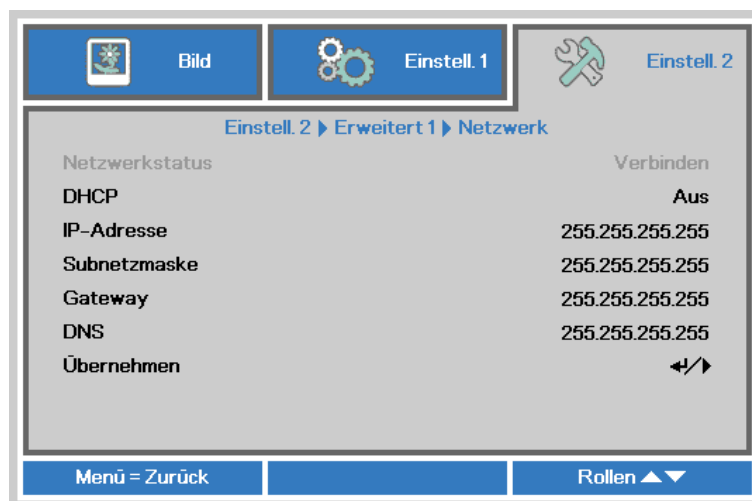 Bild
Einstell. 1
Einstell. 2
Einstell. 2 ▶ Erweitert 1 ▶ Netzwerk
Netzwerkstatus Verbinden
DHCP Aus
IP-Adresse 255.255.255.255
Subnetzmaske 255.255.255.255
Gateway 255.255.255.255
DNS 255.255.255.255
Übernehmen ↵/▶
Menü = Zurück Rollen ▲▼